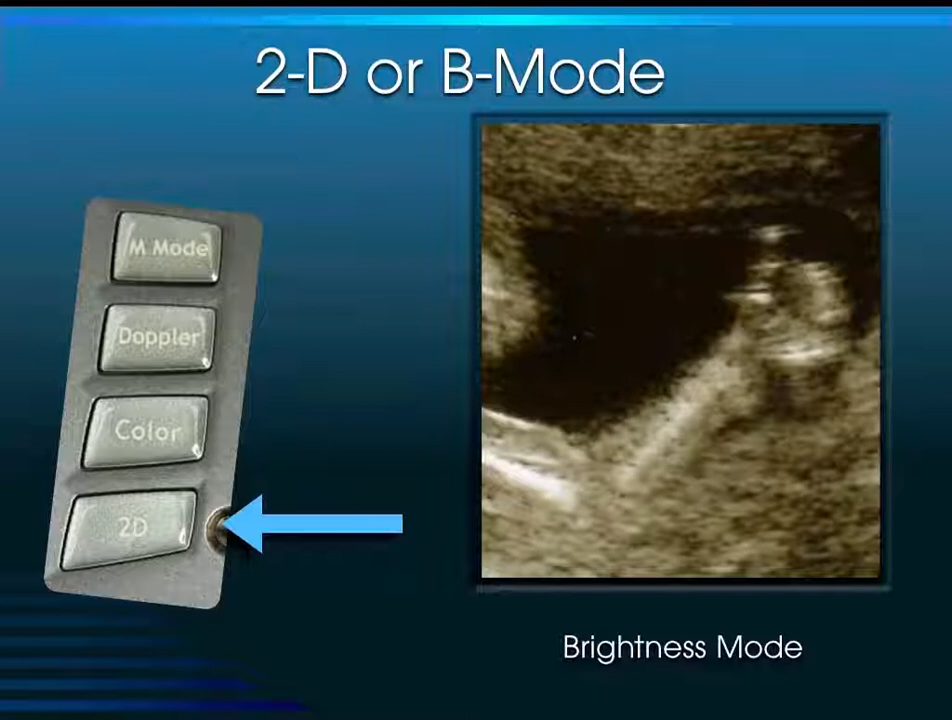 2-D or B-Mode
M Mode
Doppler
Color
2D
Brightness Mode